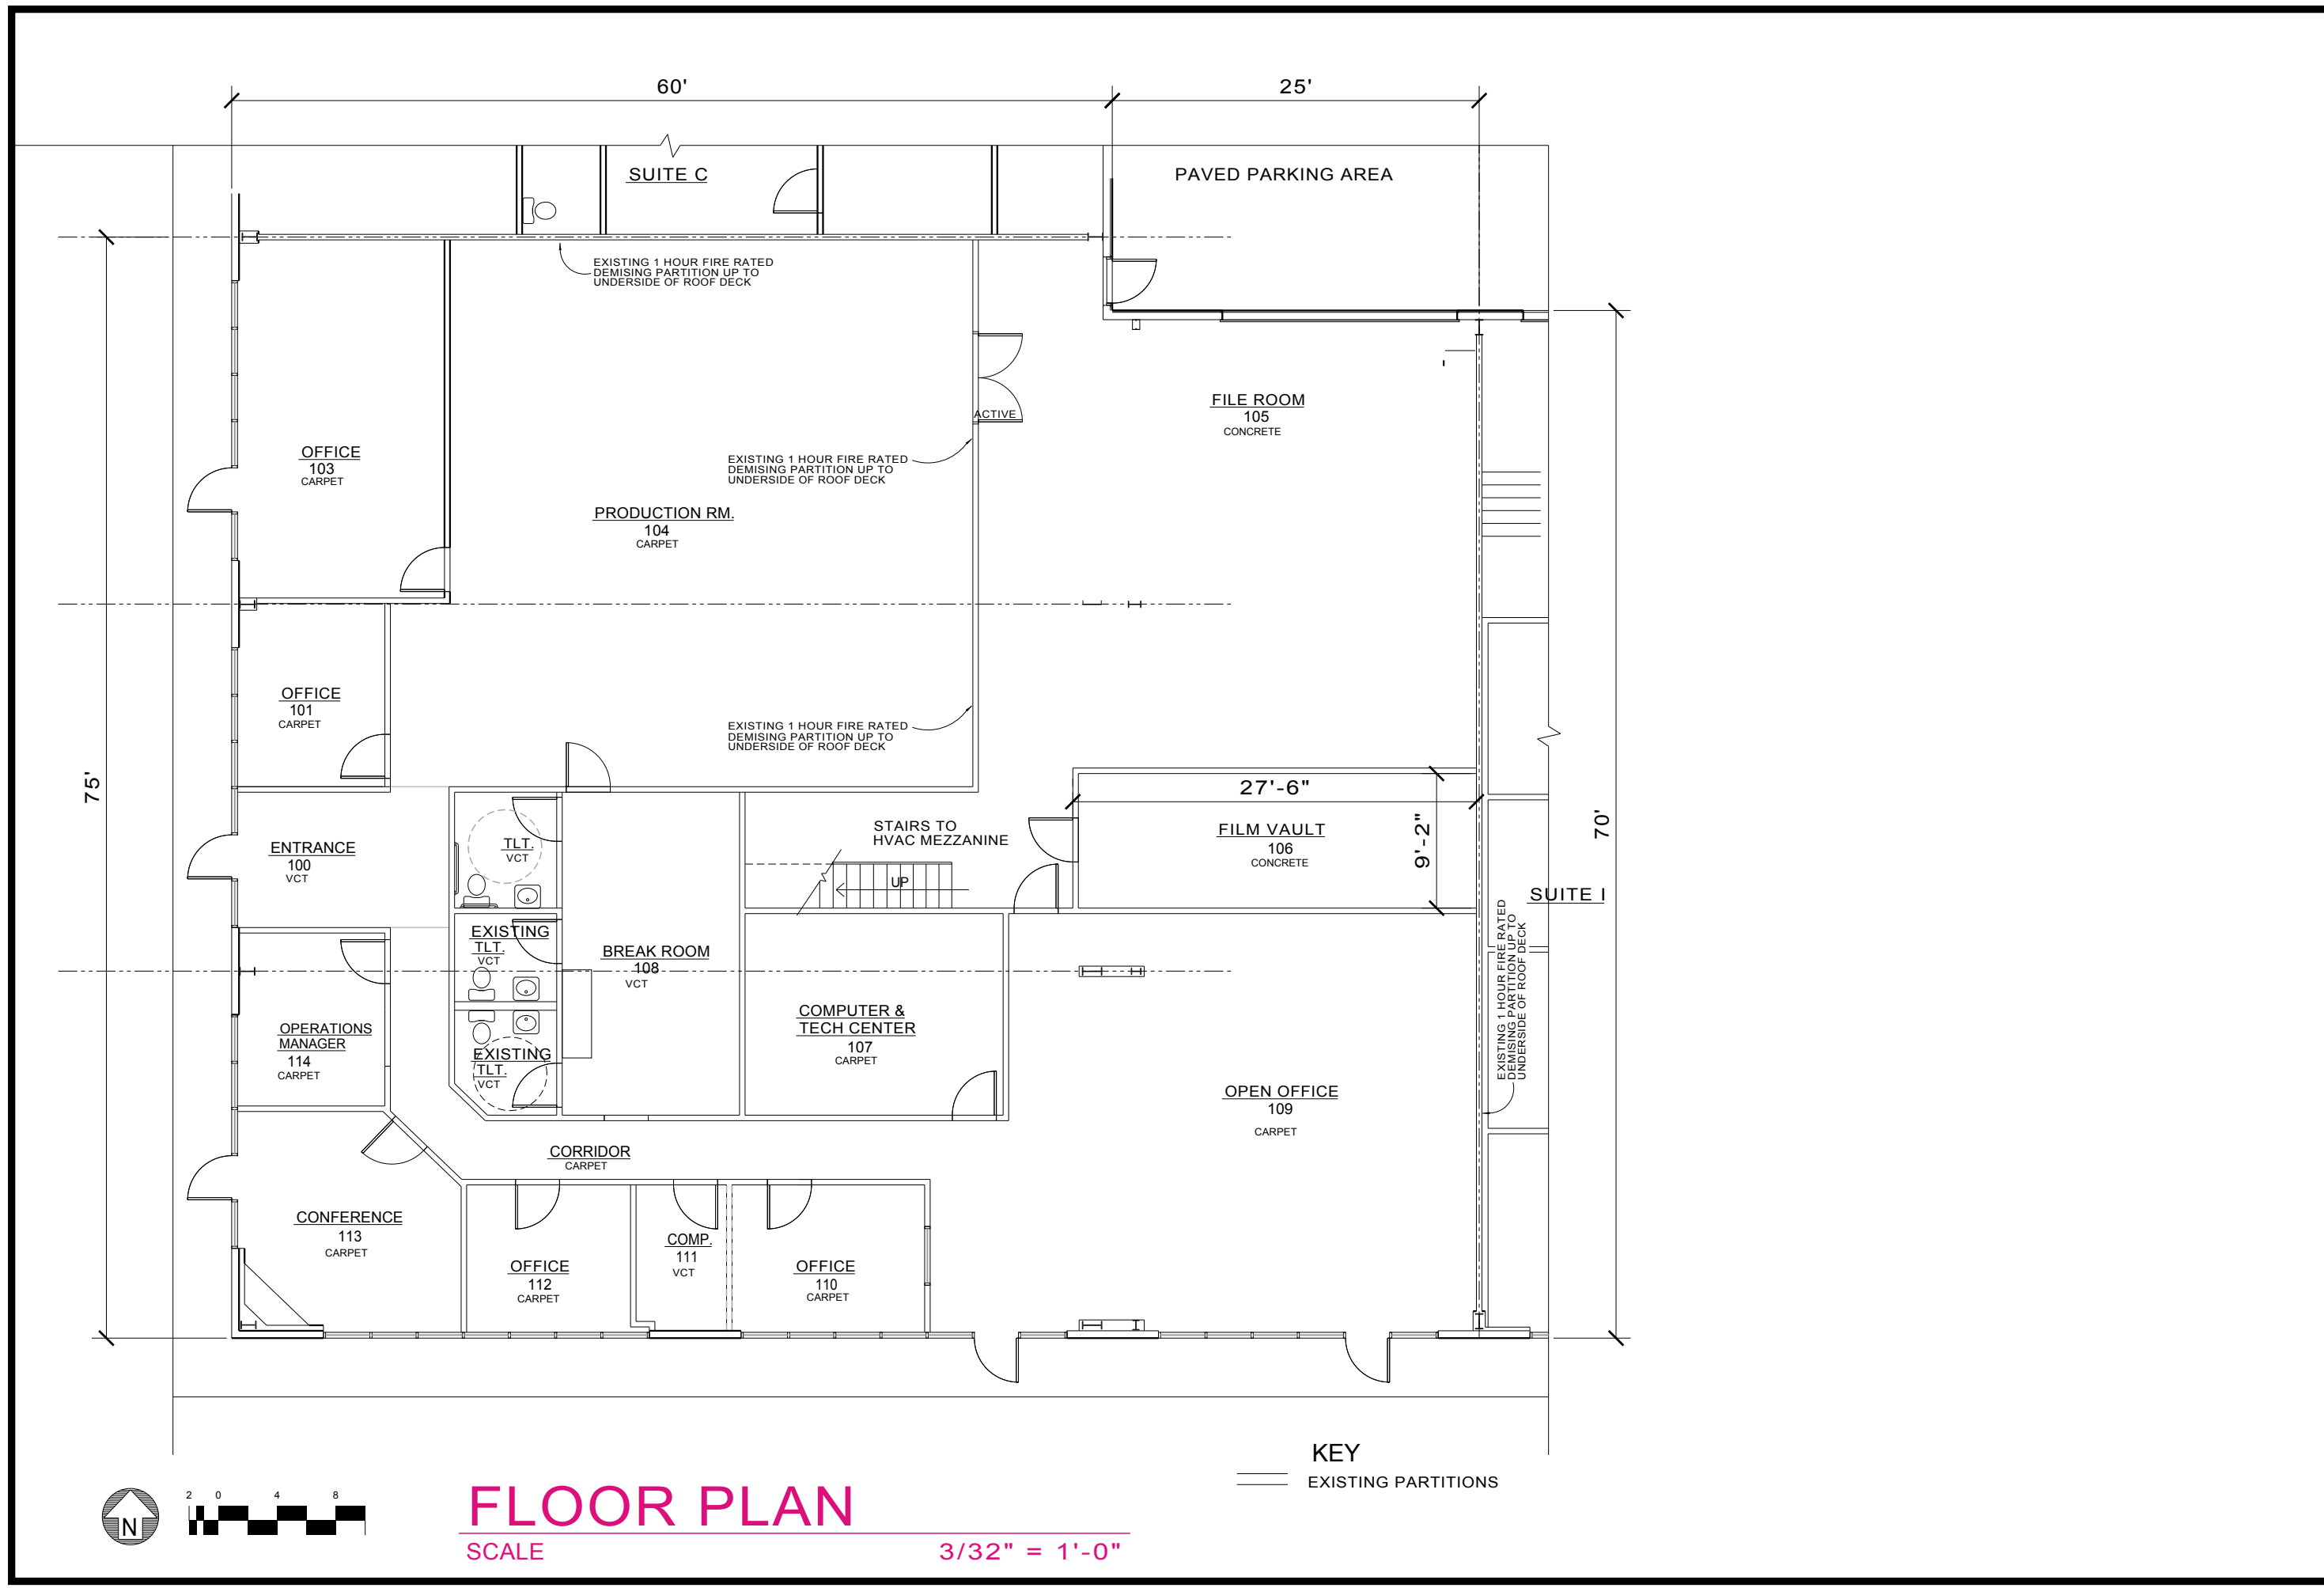 60'
25'
SUITE C
PAVED PARKING AREA
EXISTING 1 HOUR FIRE RATED
DEMISING PARTITION UP TO
UNDERSIDE OF ROOF DECK
ACTIVE
FILE ROOM
105
CONCRETE
OFFICE
103
CARPET
EXISTING 1 HOUR FIRE RATED
DEMISING PARTITION UP TO
UNDERSIDE OF ROOF DECK
PRODUCTION RM.
104
CARPET
OFFICE
101
CARPET
EXISTING 1 HOUR FIRE RATED
DEMISING PARTITION UP TO
UNDERSIDE OF ROOF DECK
75'
27'-6"
9'-2"
70'
STAIRS TO
HVAC MEZZANINE
UP
FILM VAULT
106
CONCRETE
ENTRANCE
100
VCT
TLT.
VCT
SUITE I
EXISTING 1 HOUR FIRE RATED
DEMISING PARTITION UP TO
UNDERSIDE OF ROOF DECK
EXISTING
TLT.
VCT
BREAK ROOM
108
VCT
COMPUTER &
TECH CENTER
107
CARPET
OPERATIONS
MANAGER
114
CARPET
EXISTING
TLT.
VCT
OPEN OFFICE
109
CARPET
CORRIDOR
CARPET
CONFERENCE
113
CARPET
OFFICE
112
CARPET
COMP.
111
VCT
OFFICE
110
CARPET
KEY
EXISTING PARTITIONS
N
2 0 4 8
FLOOR PLAN
SCALE 3/32" = 1'-0"